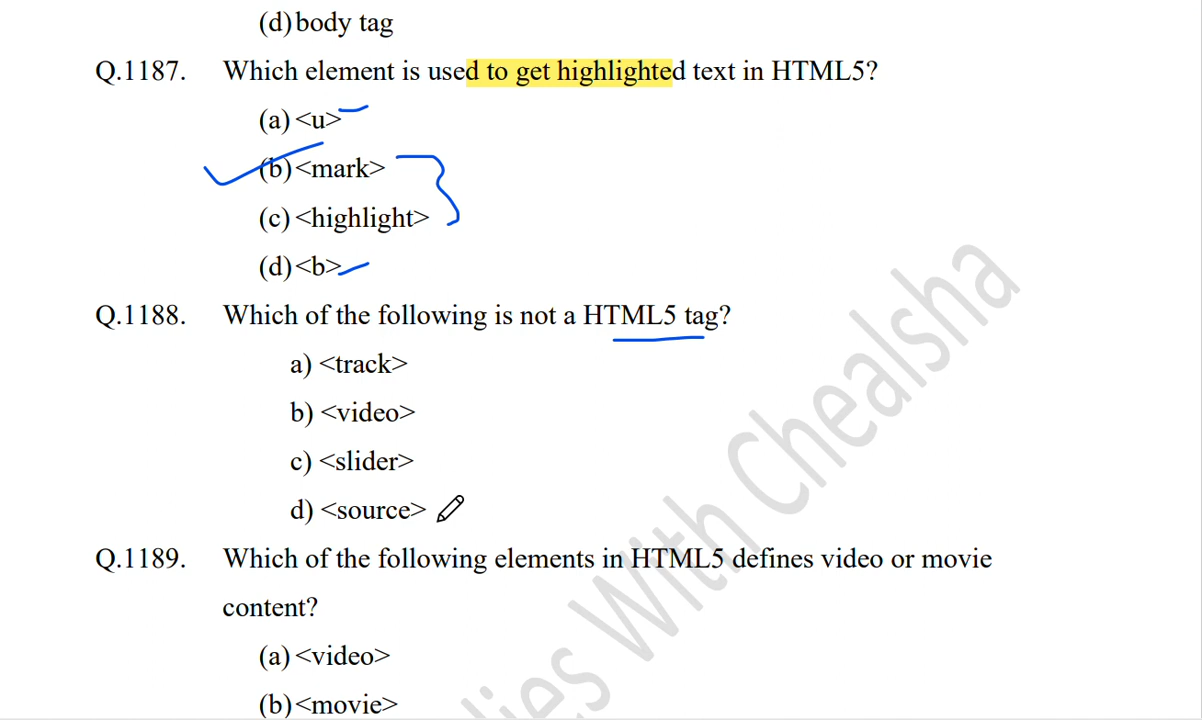 (d) body tag
Q.1187. Which element is used to get highlighted text in HTML5?
(a) <u>
(b) <mark>
(c) <highlight>
(d) <b>
Q.1188. Which of the following is not a HTML5 tag?
a) <track>
b) <video>
c) <slider>
d) <source>
Q.1189. Which of the following elements in HTML5 defines video or movie
content?
(a) <video>
(b) <movie>
dies With Chealsha